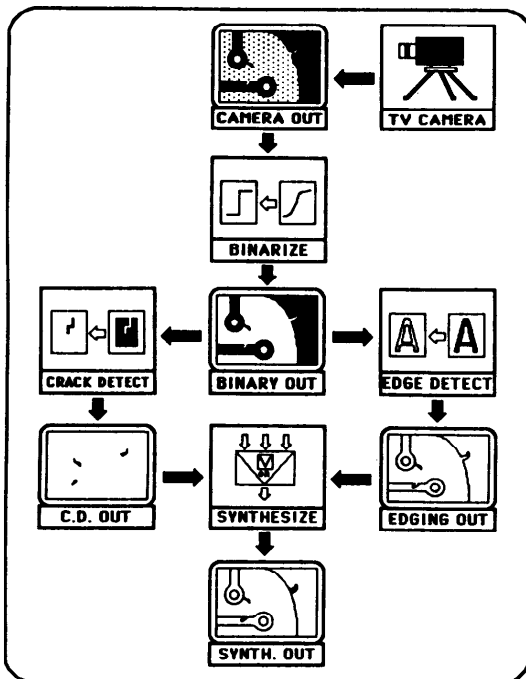 CAMERA OUT
TV CAMERA
BINARIZE
CRACK DETECT
BINARY OUT
EDGE DETECT
C.D. OUT
SYNTHESIZE
EDGING OUT
SYNTH. OUT